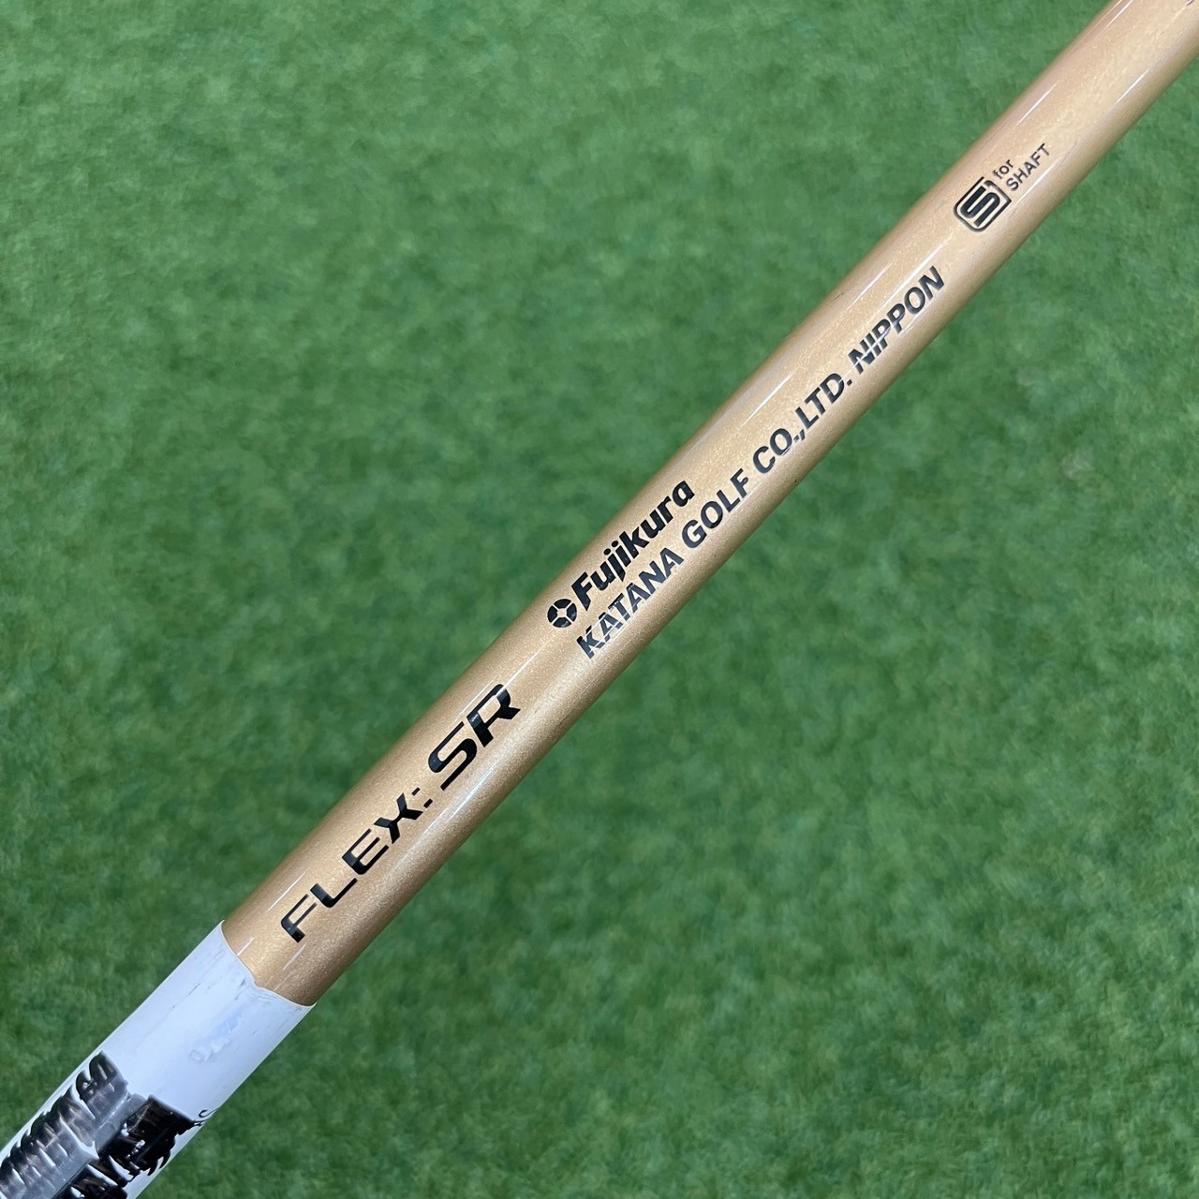 FLEX: SR
Fujikura
KATANA GOLF CO.,LTD. NIPPON
S for
SHAFT